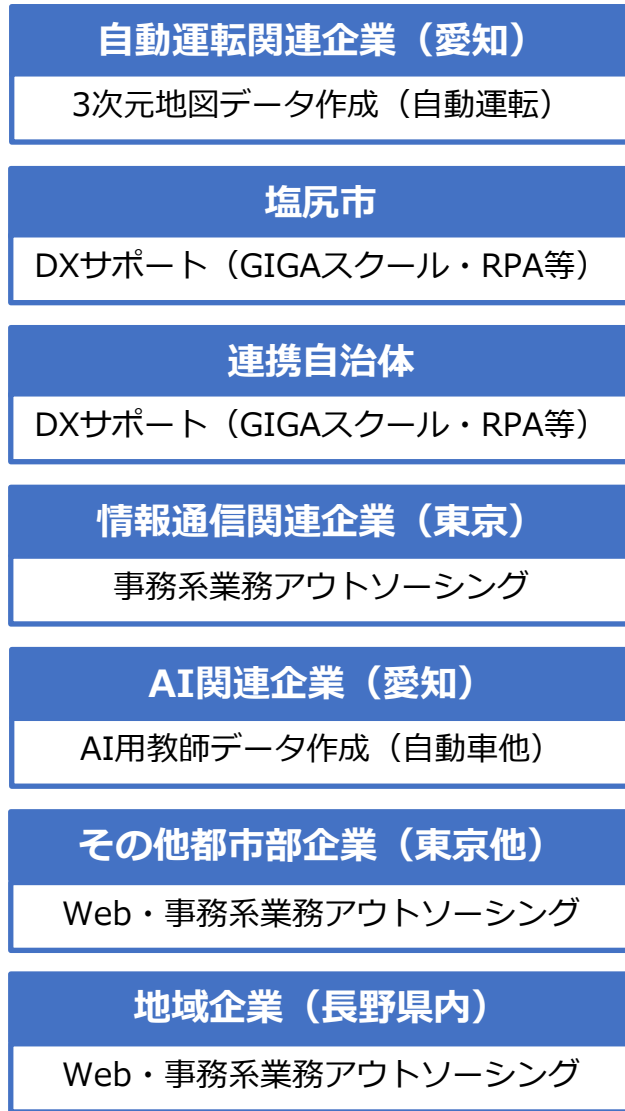 自動運転関連企業（愛知）
3次元地図データ作成（自動運転）
塩尻市
DXサポート（GIGAスクール・RPA等）
連携自治体
DXサポート（GIGAスクール・RPA等）
情報通信関連企業（東京）
事務系業務アウトソーシング
AI関連企業（愛知）
AI用教師データ作成（自動車他）
その他都市部企業（東京他）
Web・事務系業務アウトソーシング
地域企業（長野県内）
Web・事務系業務アウトソーシング